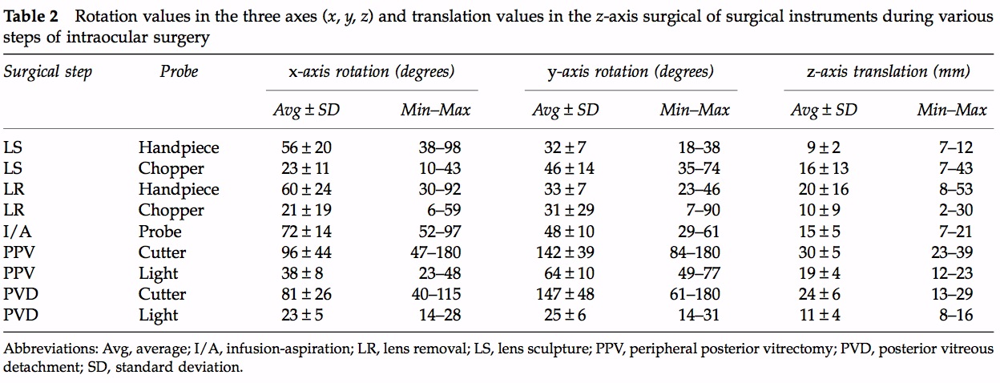 Table 2 Rotation values in the three axes (x, y, z) and translation values in the z-axis surgical of surgical instruments during various
steps of intraocular surgery
Surgical step Probe x-axis rotation (degrees) y-axis rotation (degrees) z-axis translation (mm)
Avg ± SD Min–Max Avg ± SD Min–Max Avg ± SD Min–Max
LS Handpiece 56 ± 20 38–98 32 ± 7 18–38 9 ± 2 7–12
LS Chopper 23 ± 11 10–43 46 ± 14 35–74 16 ± 13 7–43
LR Handpiece 60 ± 24 30–92 33 ± 7 23–46 20 ± 16 8–53
LR Chopper 21 ± 19 6–59 31 ± 29 7–90 10 ± 9 2–30
I/A Probe 72 ± 14 52–97 48 ± 10 29–61 15 ± 5 7–21
PPV Cutter 96 ± 44 47–180 142 ± 39 84–180 30 ± 5 23–39
PPV Light 38 ± 8 23–48 64 ± 10 49–77 19 ± 4 12–23
PVD Cutter 81 ± 26 40–115 147 ± 48 61–180 24 ± 6 13–29
PVD Light 23 ± 5 14–28 25 ± 6 14–31 11 ± 4 8–16
Abbreviations: Avg, average; I/A, infusion-aspiration; LR, lens removal; LS, lens sculpture; PPV, peripheral posterior vitrectomy; PVD, posterior vitreous
detachment; SD, standard deviation.